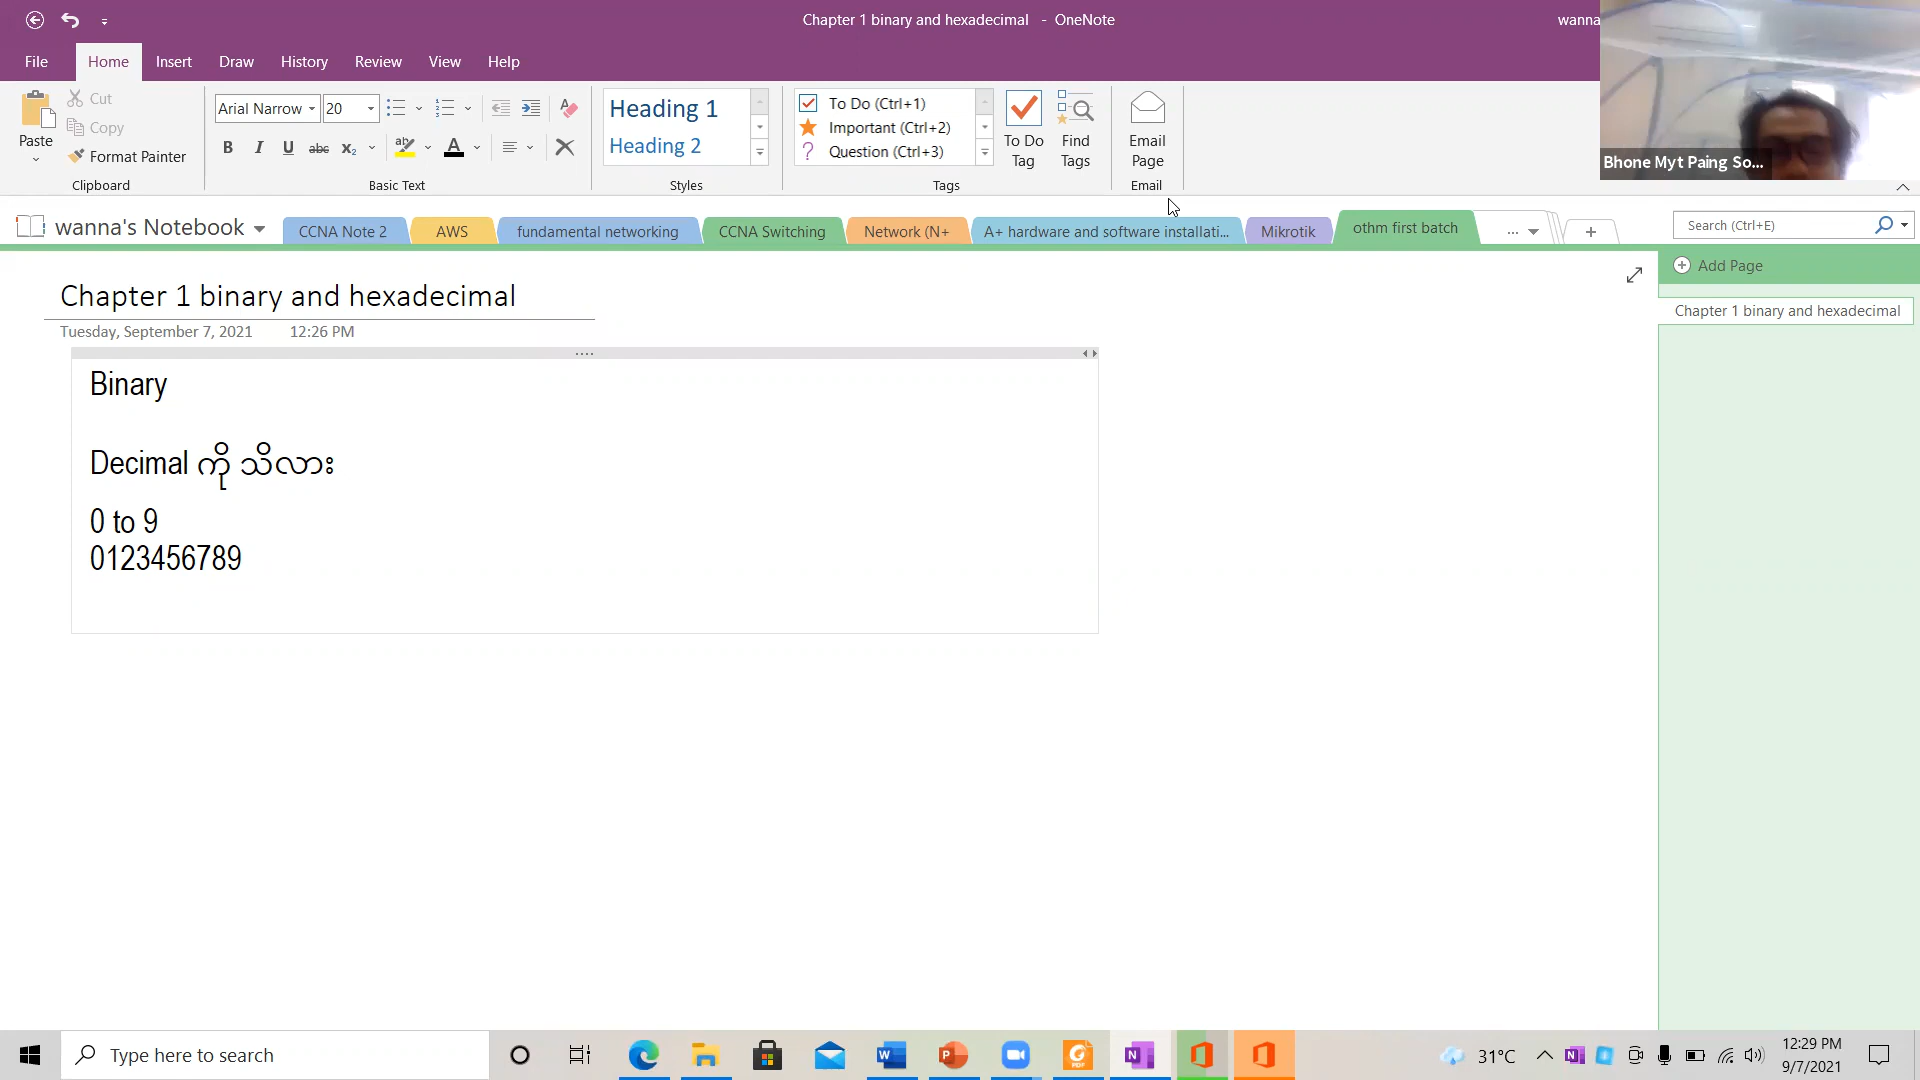 Chapter 1 binary and hexadecimal - OneNote
wanna
File Home Insert Draw History Review View Help
Paste
Cut
Copy
Format Painter
Clipboard
Arial Narrow 20
B I U abc x₂ ab A
Basic Text
Heading 1
Heading 2
Styles
To Do (Ctrl+1)
Important (Ctrl+2)
Question (Ctrl+3)
To Do Tag
Find Tags
Tags
Email Page
Email
Bhone Myt Paing So...
wanna's Notebook
CCNA Note 2
AWS
fundamental networking
CCNA Switching
Network (N+
A+ hardware and software installati...
Mikrotik
othm first batch
...
Search (Ctrl+E)
Add Page
Chapter 1 binary and hexadecimal
Chapter 1 binary and hexadecimal
Tuesday, September 7, 2021 12:26 PM
Binary
Decimal ကို သိလား
0 to 9
0123456789
Type here to search
31°C
12:29 PM
9/7/2021